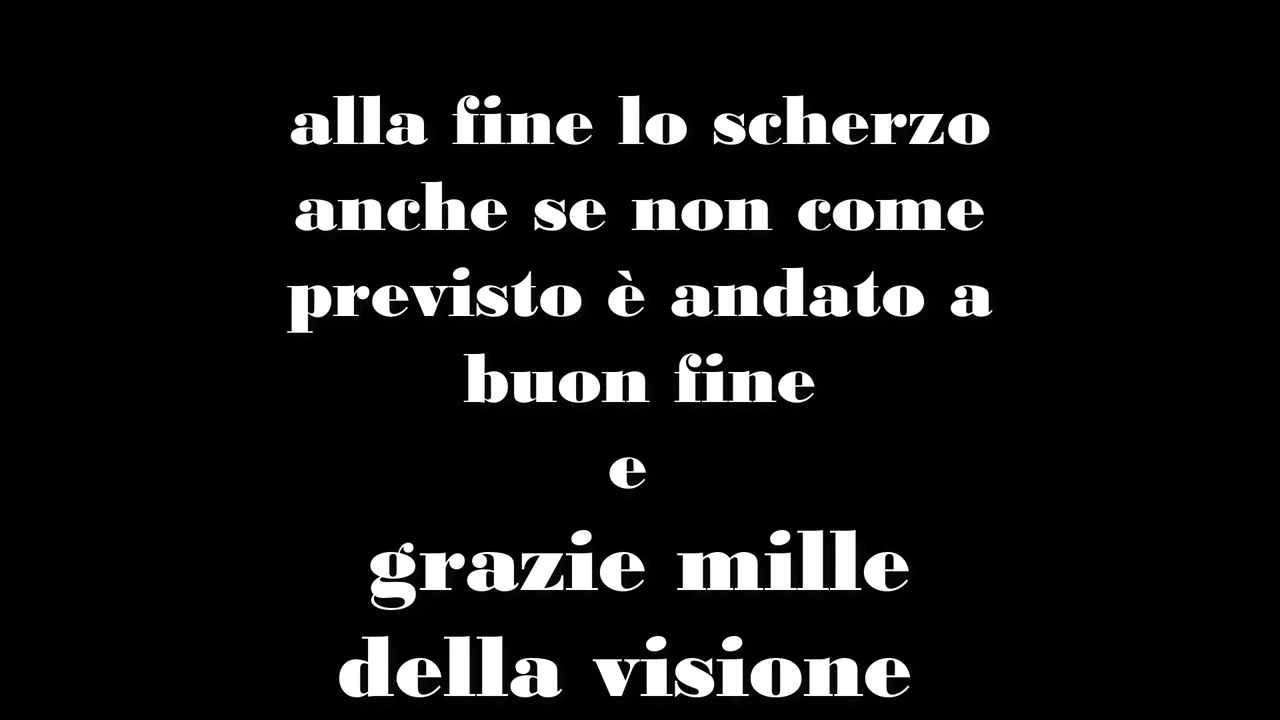 alla fine lo scherzo
anche se non come
previsto è andato a
buon fine
e
grazie mille
della visione